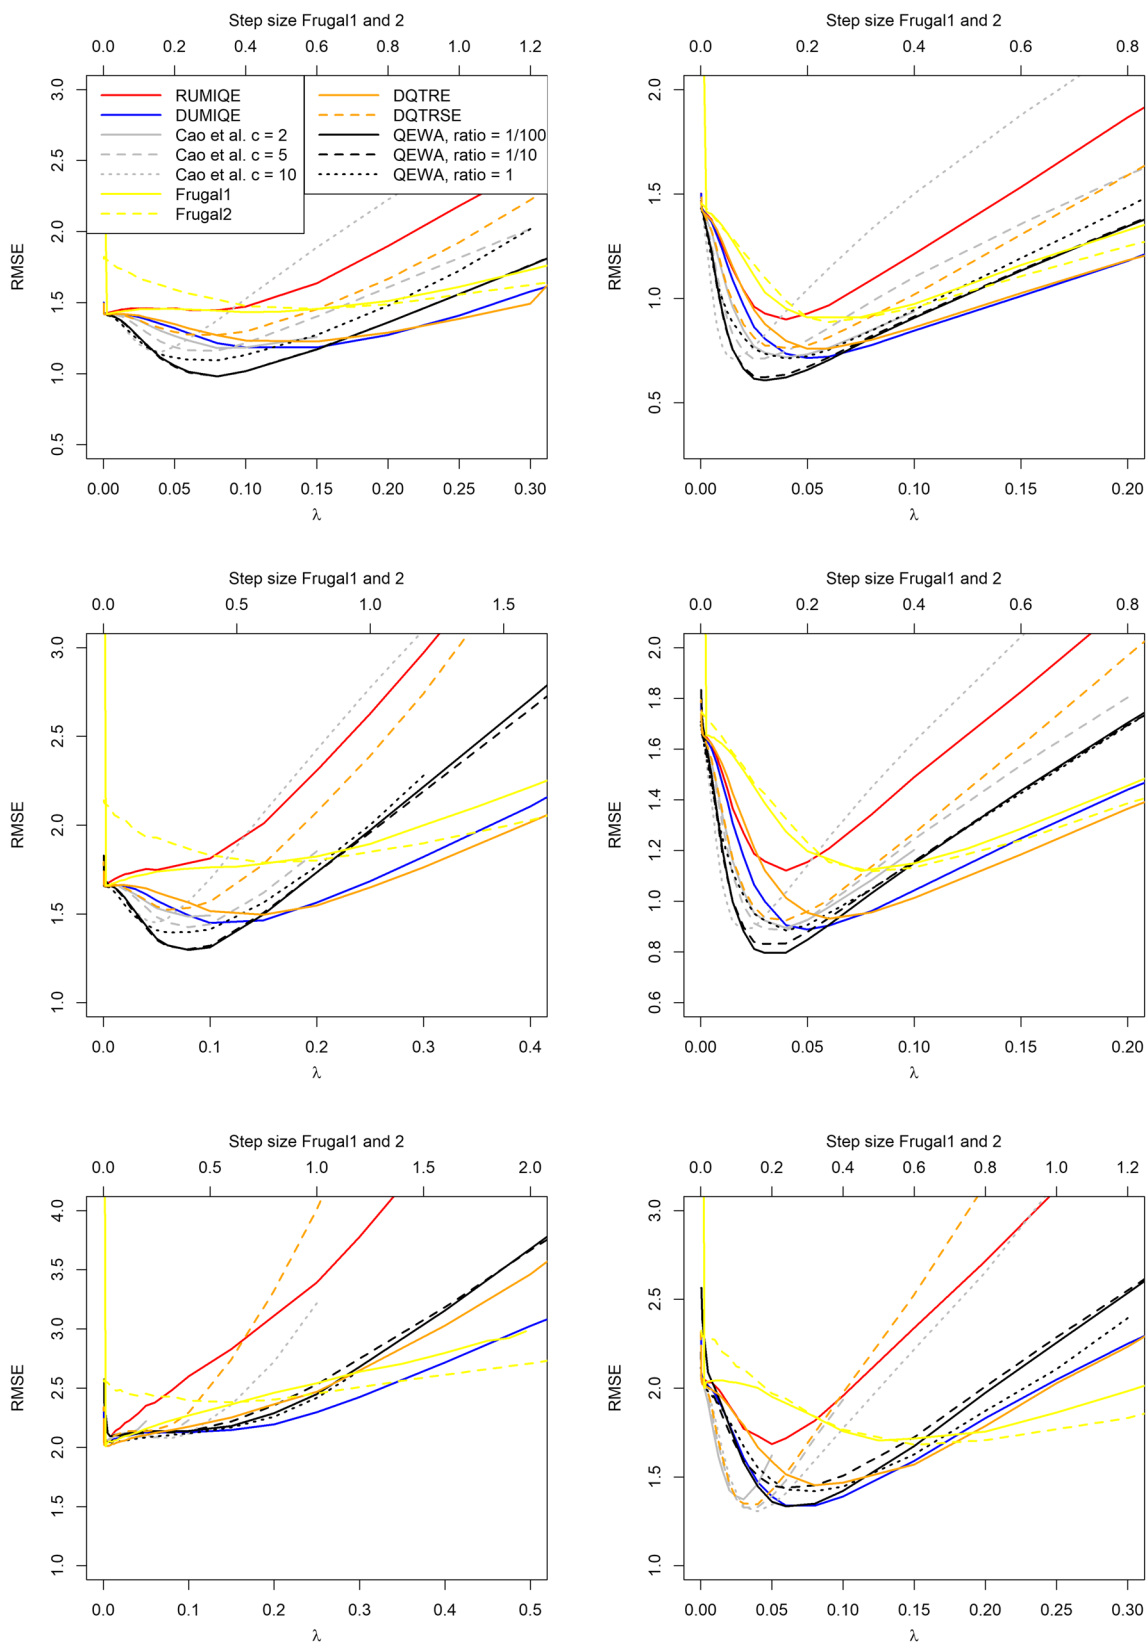 Step size Frugal1 and 2
0.0 0.2 0.4 0.6 0.8 1.0 1.2
RMSE
3.0
2.5
2.0
1.5
1.0
0.5
RUMIQE
DUMIQE
Cao et al. c = 2
Cao et al. c = 5
Cao et al. c = 10
Frugal1
Frugal2
DQTRE
DQTRSE
QEWA, ratio = 1/100
QEWA, ratio = 1/10
QEWA, ratio = 1
0.00 0.05 0.10 0.15 0.20 0.25 0.30
λ
Step size Frugal1 and 2
0.0 0.2 0.4 0.6 0.8
RMSE
2.0
1.5
1.0
0.5
0.00 0.05 0.10 0.15 0.20
λ
Step size Frugal1 and 2
0.0 0.5 1.0 1.5
RMSE
3.0
2.5
2.0
1.5
1.0
0.0 0.1 0.2 0.3 0.4
λ
Step size Frugal1 and 2
0.0 0.2 0.4 0.6 0.8
RMSE
2.0
1.8
1.6
1.4
1.2
1.0
0.8
0.6
0.00 0.05 0.10 0.15 0.20
λ
Step size Frugal1 and 2
0.0 0.5 1.0 1.5 2.0
RMSE
4.0
3.5
3.0
2.5
2.0
1.5
1.0
0.0 0.1 0.2 0.3 0.4 0.5
λ
Step size Frugal1 and 2
0.0 0.2 0.4 0.6 0.8 1.0 1.2
RMSE
3.0
2.5
2.0
1.5
1.0
0.00 0.05 0.10 0.15 0.20 0.25 0.30
λ